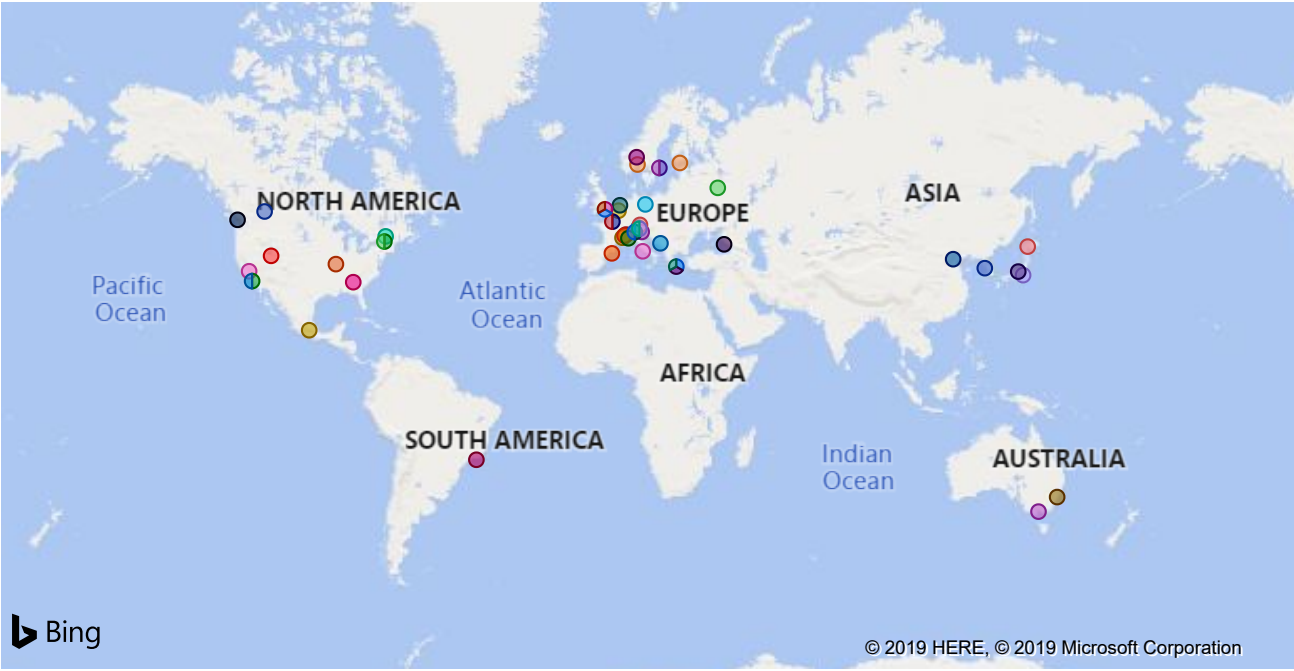 NORTH AMERICA
EUROPE
ASIA
Pacific
Ocean
Atlantic
Ocean
AFRICA
SOUTH AMERICA
Indian
Ocean
AUSTRALIA
Bing
© 2019 HERE, © 2019 Microsoft Corporation